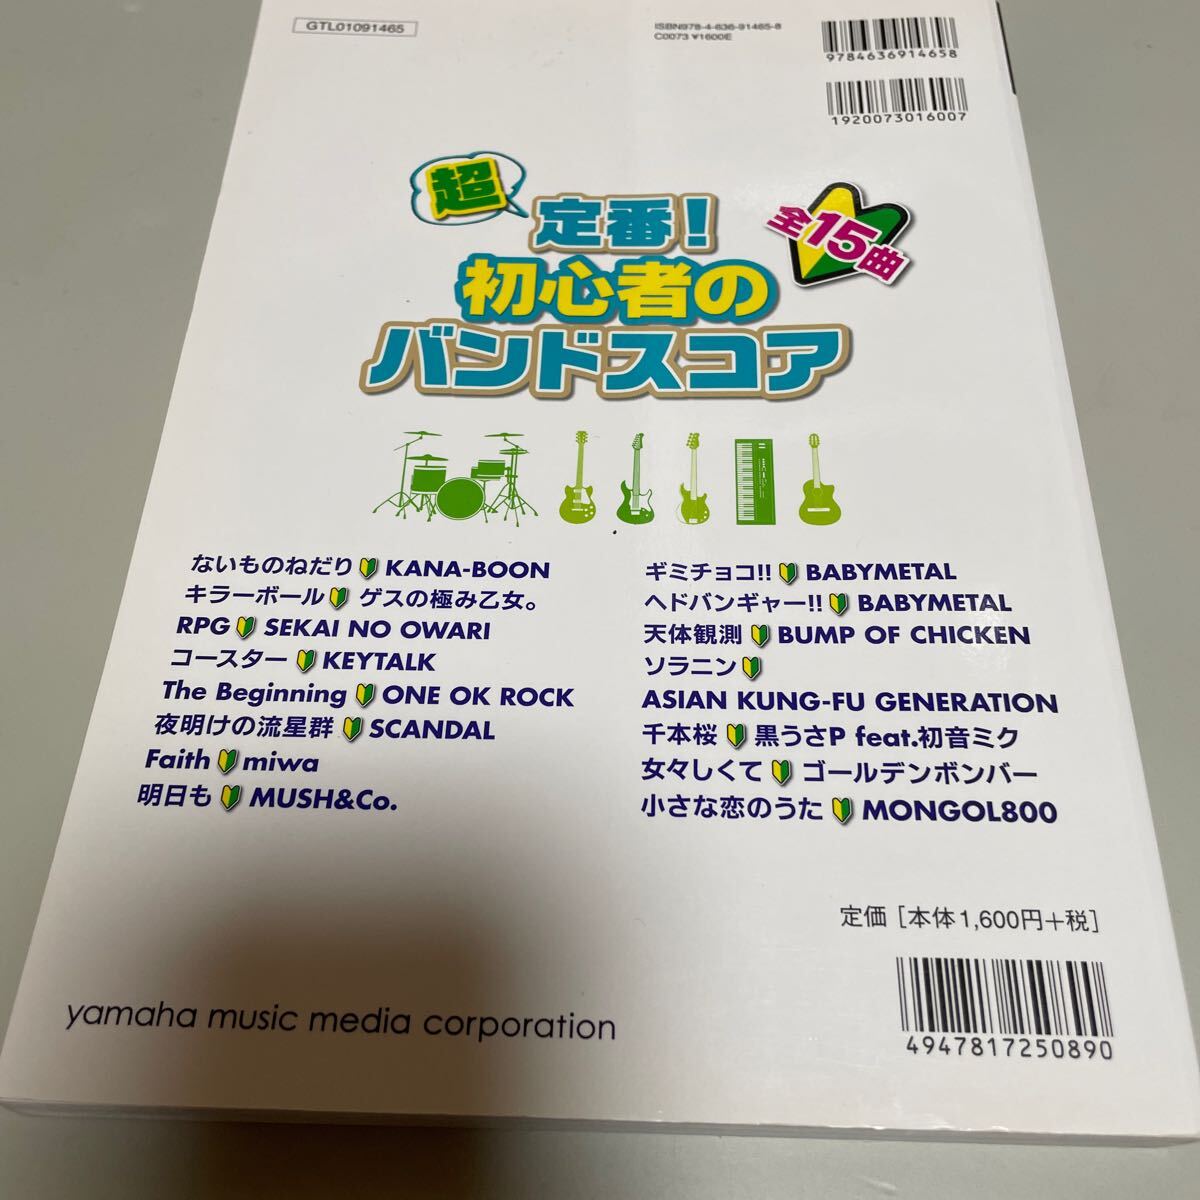 GTL01091465
ISBN978-4-636-91465-8
C0073 ¥1600E
9784636914658
1920073016007
超
定番!
全15曲
初心者の
バンドスコア
ないものねだり KANA-BOON
キラーボール ゲスの極み乙女。
RPG SEKAI NO OWARI
コースター KEYTALK
The Beginning ONE OK ROCK
夜明けの流星群 SCANDAL
Faith miwa
明日も MUSH&Co.
ギミチョコ!! BABYMETAL
ヘドバンギャー!! BABYMETAL
天体観測 BUMP OF CHICKEN
ソラニン
ASIAN KUNG-FU GENERATION
千本桜 黒うさP feat.初音ミク
女々しくて ゴールデンボンバー
小さな恋のうた MONGOL800
定価 [本体1,600円+税]
4947817250890
yamaha music media corporation